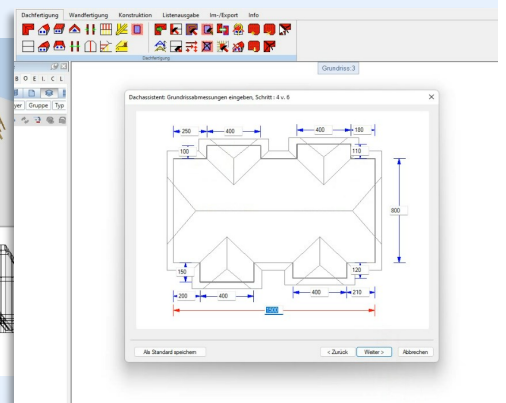 Dachfertigung Wandfertigung Konstruktion Listenausgabe Im-/Export Info
Dachfertigung
B O E I. C L
yer Gruppe Typ
Grundriss:3
Dachassistent: Grundrissabmessungen eingeben, Schritt : 4 v. 6
250 400 400 180
100 110
800
150 120
200 400 400 210
1500
Als Standard speichern < Zurück Weiter > Abbrechen